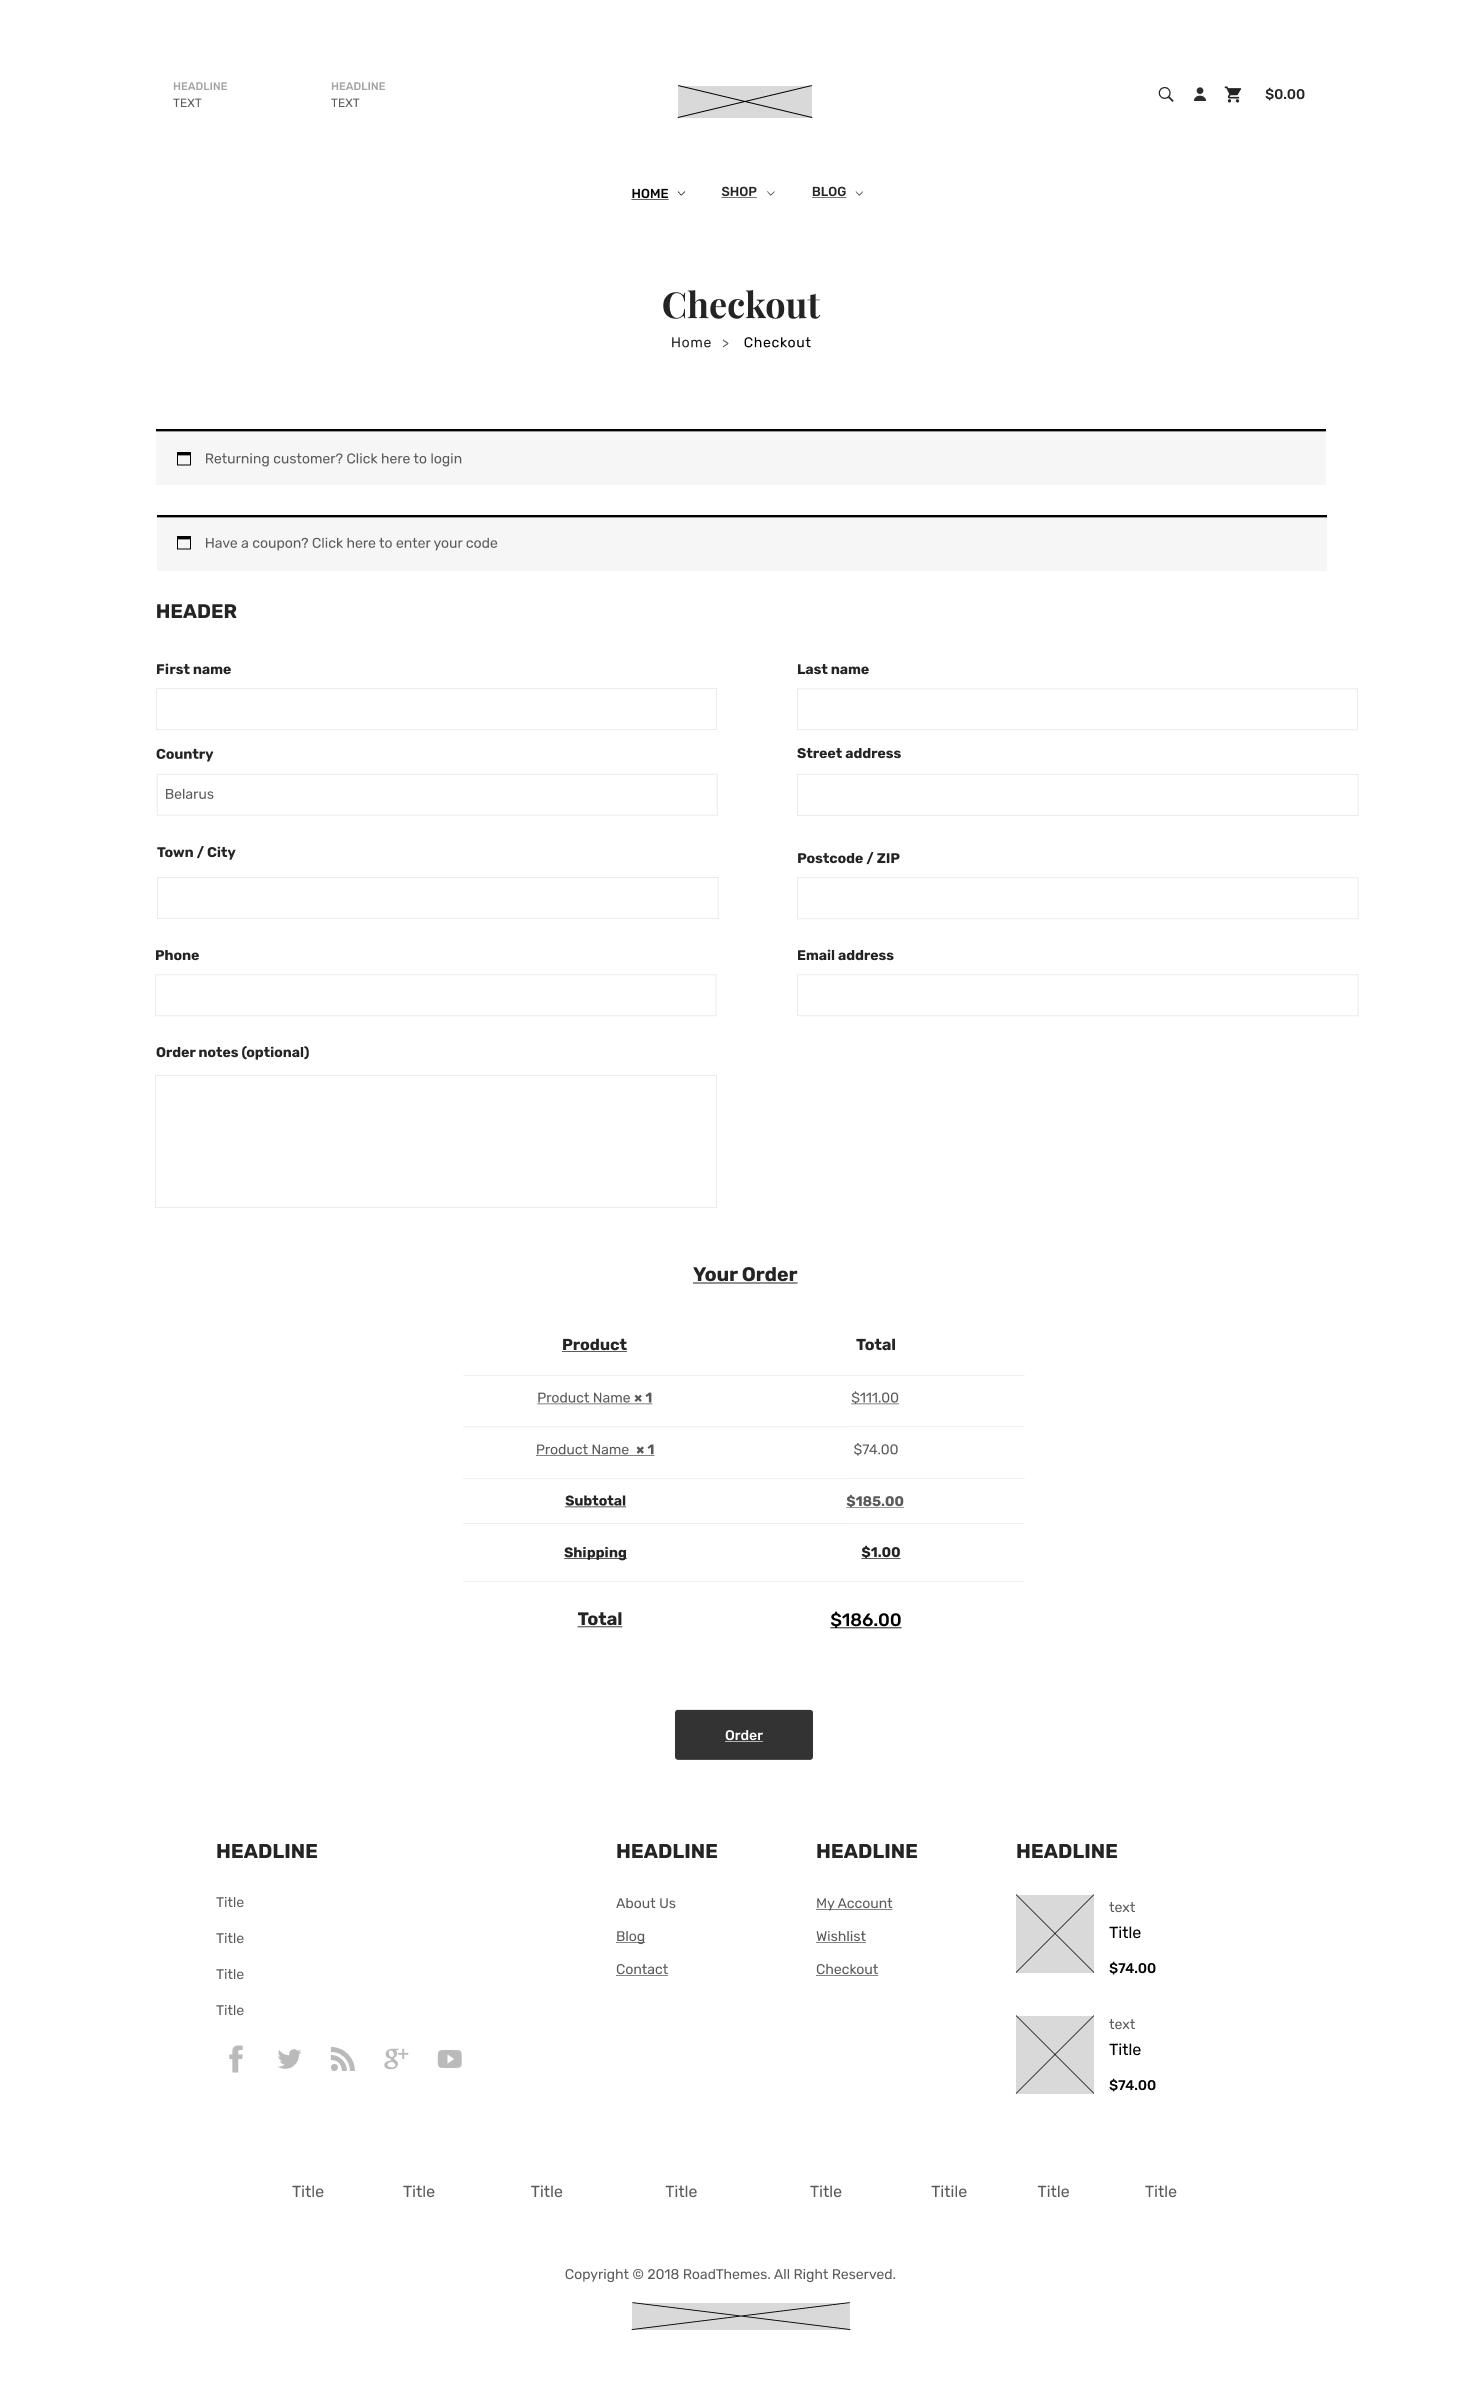 HEADLINE
TEXT
HEADLINE
TEXT
$0.00
HOME
SHOP
BLOG
Checkout
Home > Checkout
Returning customer? Click here to login
Have a coupon? Click here to enter your code
HEADER
First name
Last name
Country
Street address
Belarus
Town / City
Postcode / ZIP
Phone
Email address
Order notes (optional)
Your Order
Product Total
Product Name × 1 $111.00
Product Name × 1 $74.00
Subtotal $185.00
Shipping $1.00
Total $186.00
Order
HEADLINE
Title
Title
Title
Title
HEADLINE
About Us
Blog
Contact
HEADLINE
My Account
Wishlist
Checkout
HEADLINE
text
Title
$74.00
text
Title
$74.00
Title Title Title Title Title Titile Title Title
Copyright © 2018 RoadThemes. All Right Reserved.